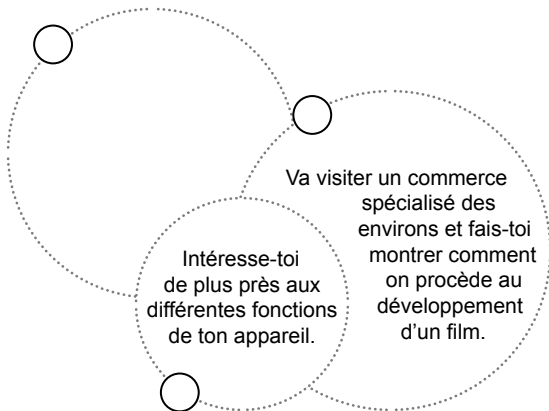 Va visiter un commerce
spécialisé des
environs et fais-toi
montrer comment
on procède au
développement
d'un film.
Intéresse-toi
de plus près aux
différentes fonctions
de ton appareil.